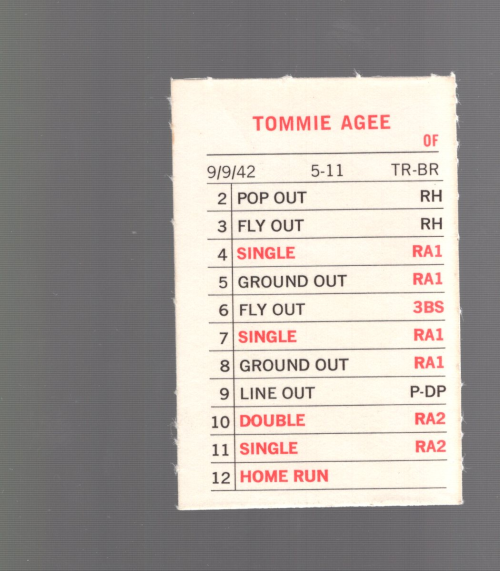 TOMMIE AGEE
OF
9/9/42 5-11 TR-BR
2 POP OUT RH
3 FLY OUT RH
4 SINGLE RA1
5 GROUND OUT RA1
6 FLY OUT 3BS
7 SINGLE RA1
8 GROUND OUT RA1
9 LINE OUT P-DP
10 DOUBLE RA2
11 SINGLE RA2
12 HOME RUN